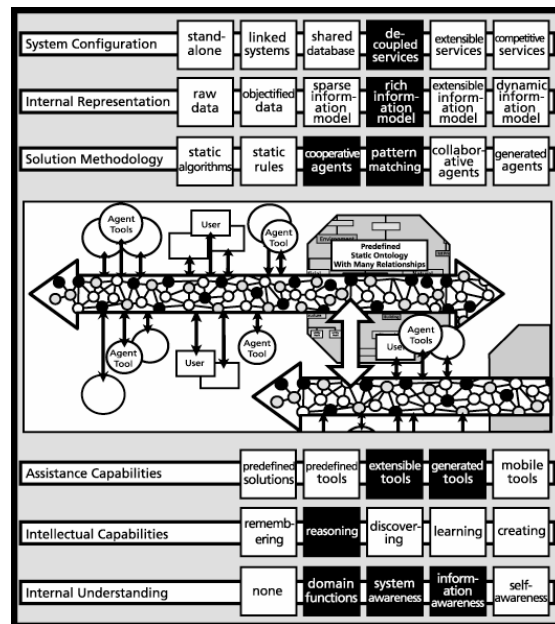 System Configuration
stand-
alone
linked
systems
shared
database
de-
coupled
services
extensible
services
competitive
services
Internal Representation
raw
data
objectified
data
sparse
inform-
ation
model
rich
inform-
ation
model
extensible
inform-
ation
model
dynamic
inform-
ation
model
Solution Methodology
static
algorithms
static
rules
cooperative
agents
pattern
matching
collabor-
ative
agents
generated
agents
Agent
Tools
User
Agent
Tool
Predefined
Static Ontology
With Many Relationships
Agent
Tool
User
Agent
Tool
Agent
Tools
User
Assistance Capabilities
predefined
solutions
predefined
tools
extensible
tools
generated
tools
mobile
tools
Intellectual Capabilities
rememb-
ering
reasoning
discover-
ing
learning
creating
Internal Understanding
none
domain
functions
system
awareness
inform-
ation
awareness
self-
awareness